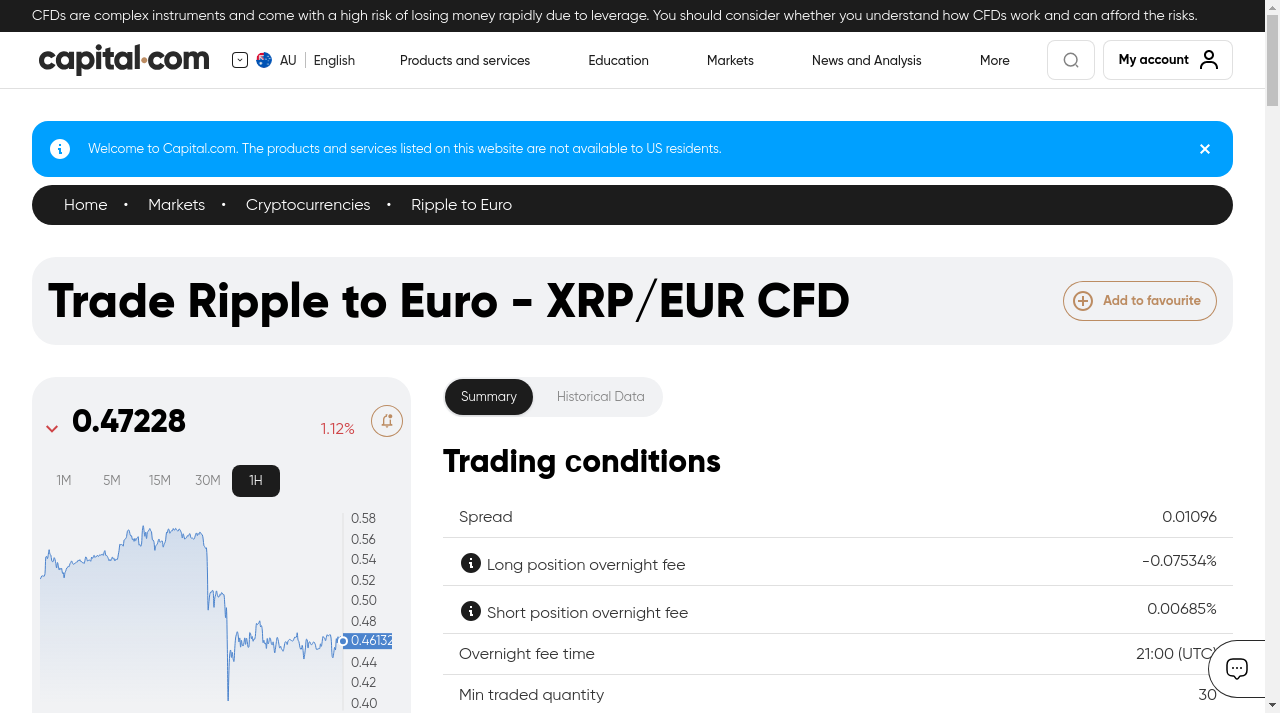 CFDs are complex instruments and come with a high risk of losing money rapidly due to leverage. You should consider whether you understand how CFDs work and can afford the risks.
capital.com
AU
English
Products and services
Education
Markets
News and Analysis
More
My account
Welcome to Capital.com. The products and services listed on this website are not available to US residents.
Home • Markets • Cryptocurrencies • Ripple to Euro
Trade Ripple to Euro - XRP/EUR CFD
Add to favourite
0.47228
1.12%
1M
5M
15M
30M
1H
0.58
0.56
0.54
0.52
0.50
0.48
0.46132
0.44
0.42
0.40
Summary
Historical Data
Trading conditions
Spread 0.01096
Long position overnight fee -0.07534%
Short position overnight fee 0.00685%
Overnight fee time 21:00 (UTC)
Min traded quantity 30